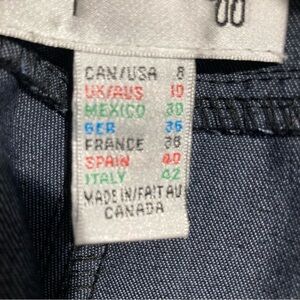 00
CAN/USA 8
UK/AUS 10
MEXICO 30
GER 36
FRANCE 38
SPAIN 40
ITALY 42
MADE IN/FAIT AU
CANADA